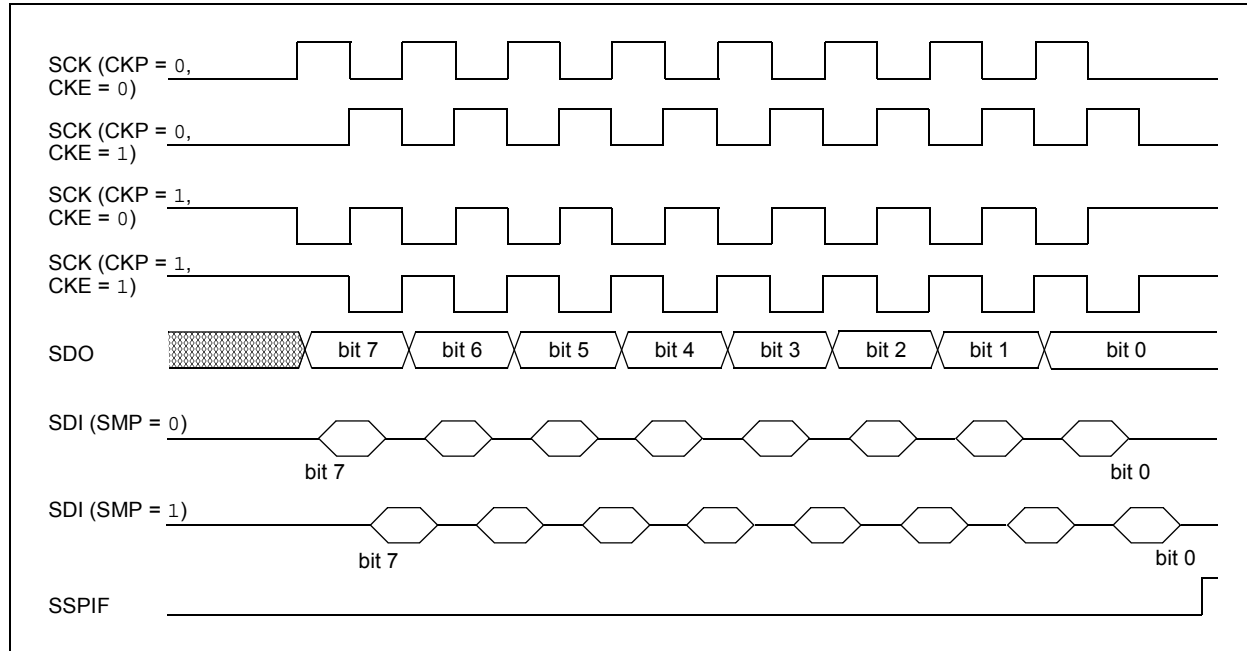 SCK (CKP = 0,
CKE = 0)
SCK (CKP = 0,
CKE = 1)
SCK (CKP = 1,
CKE = 0)
SCK (CKP = 1,
CKE = 1)
SDO
bit 7 bit 6 bit 5 bit 4 bit 3 bit 2 bit 1 bit 0
SDI (SMP = 0)
bit 7 bit 0
SDI (SMP = 1)
bit 7 bit 0
SSPIF